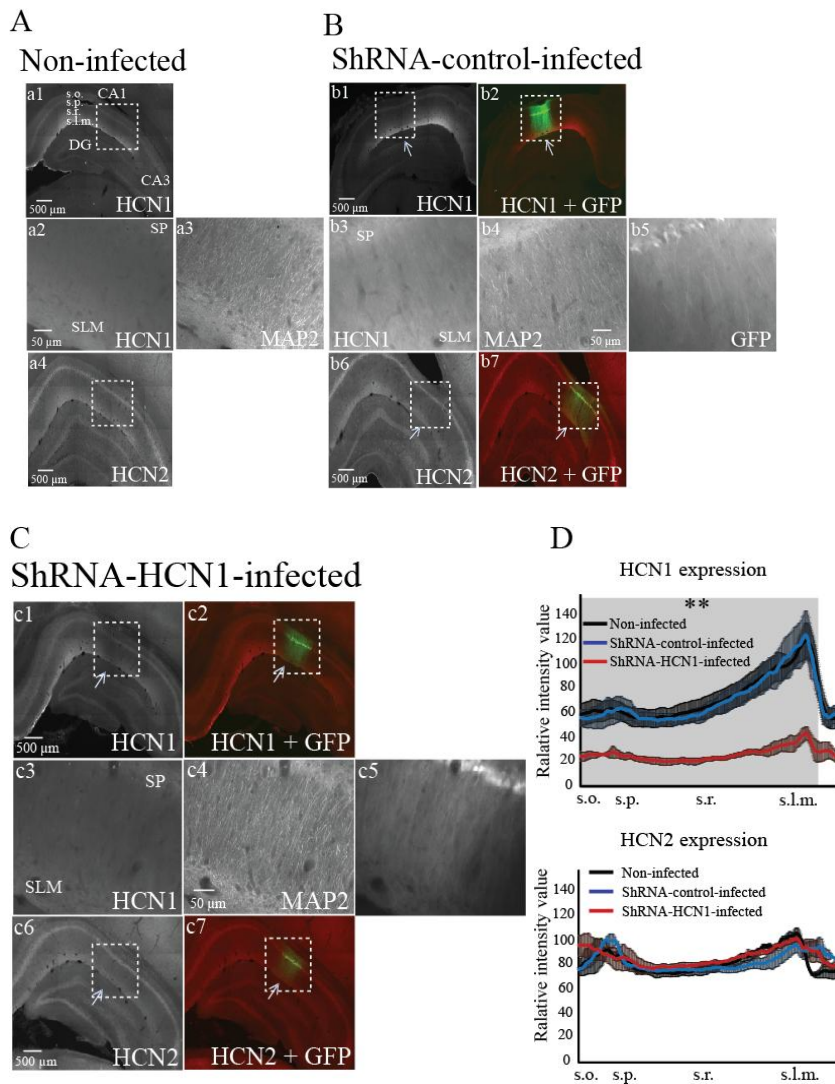 A
Non-infected
a1
s.o.
s.p.
s.r.
s.l.m.
CA1
DG
CA3
500 µm
HCN1
a2
SP
SLM
50 µm
HCN1
a3
MAP2
a4
500 µm
HCN2
B
ShRNA-control-infected
b1
500 µm
HCN1
b2
HCN1 + GFP
b3
SP
HCN1
SLM
b4
MAP2
50 µm
b5
GFP
b6
500 µm
HCN2
b7
HCN2 + GFP
C
ShRNA-HCN1-infected
c1
500 µm
HCN1
c2
HCN1 + GFP
c3
SP
SLM
HCN1
c4
50 µm
MAP2
c5
c6
500 µm
HCN2
c7
HCN2 + GFP
D
HCN1 expression
Ralative intensity value
140
120
100
80
60
40
20
0
**
Non-infected
ShRNA-control-infected
ShRNA-HCN1-infected
s.o. s.p. s.r. s.l.m.
HCN2 expression
Ralative intensity value
140
120
100
80
60
40
20
0
Non-infected
ShRNA-control-infected
ShRNA-HCN1-infected
s.o. s.p. s.r. s.l.m.